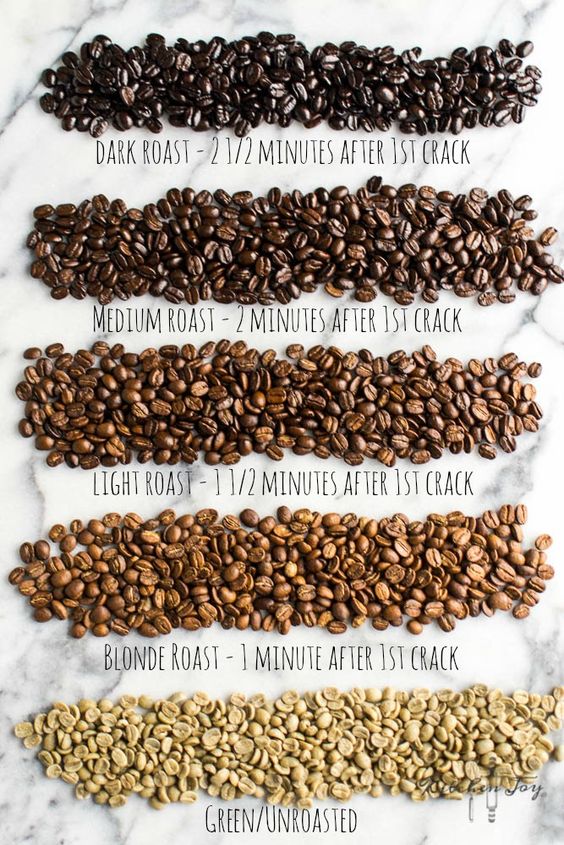 DARK ROAST - 2 1/2 MINUTES AFTER 1ST CRACK
MEDIUM ROAST - 2 MINUTES AFTER 1ST CRACK
LIGHT ROAST - 1 1/2 MINUTES AFTER 1ST CRACK
BLONDE ROAST - 1 MINUTE AFTER 1ST CRACK
Kitchen Joy
GREEN/UNROASTED